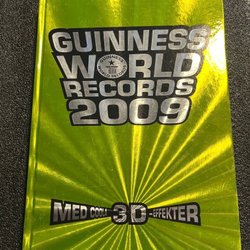 GUINNESS
WORLD
RECORDS
2009
MED COOLA 3D-EFFEKTER